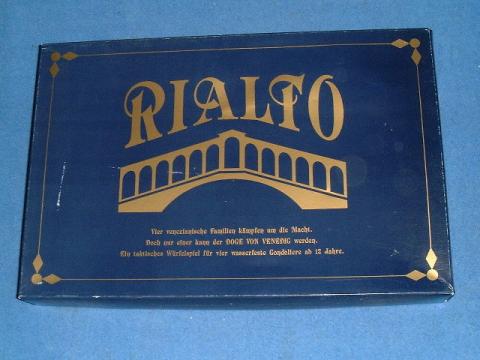 RIALTO
Vier venezianische Familien kämpfen um die Macht.
Doch nur einer kann der DOGE VON VENEDIG werden.
Ein taktisches Würfelspiel für vier wasserfeste Gondoliere ab 12 Jahre.